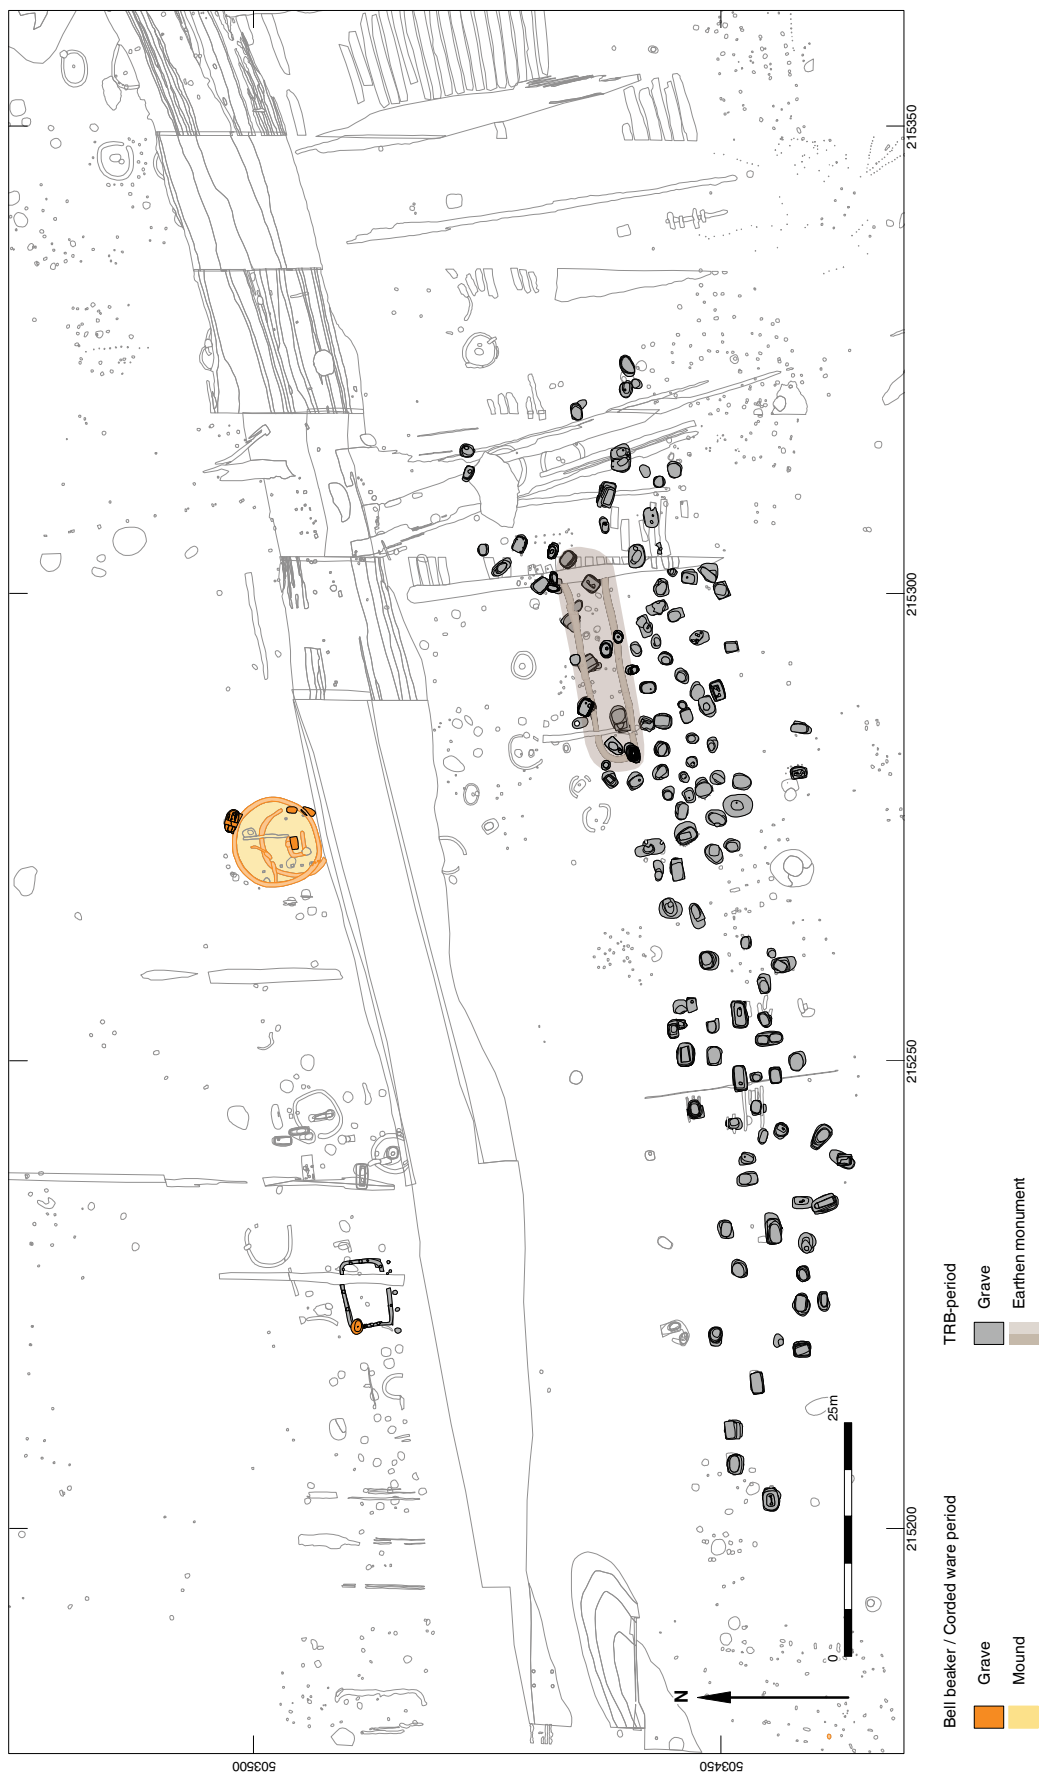 503500
503450
215350
215300
215250
215200
N
0
25m
Bell beaker / Corded ware period
Grave
Mound
TRB-period
Grave
Earthen monument